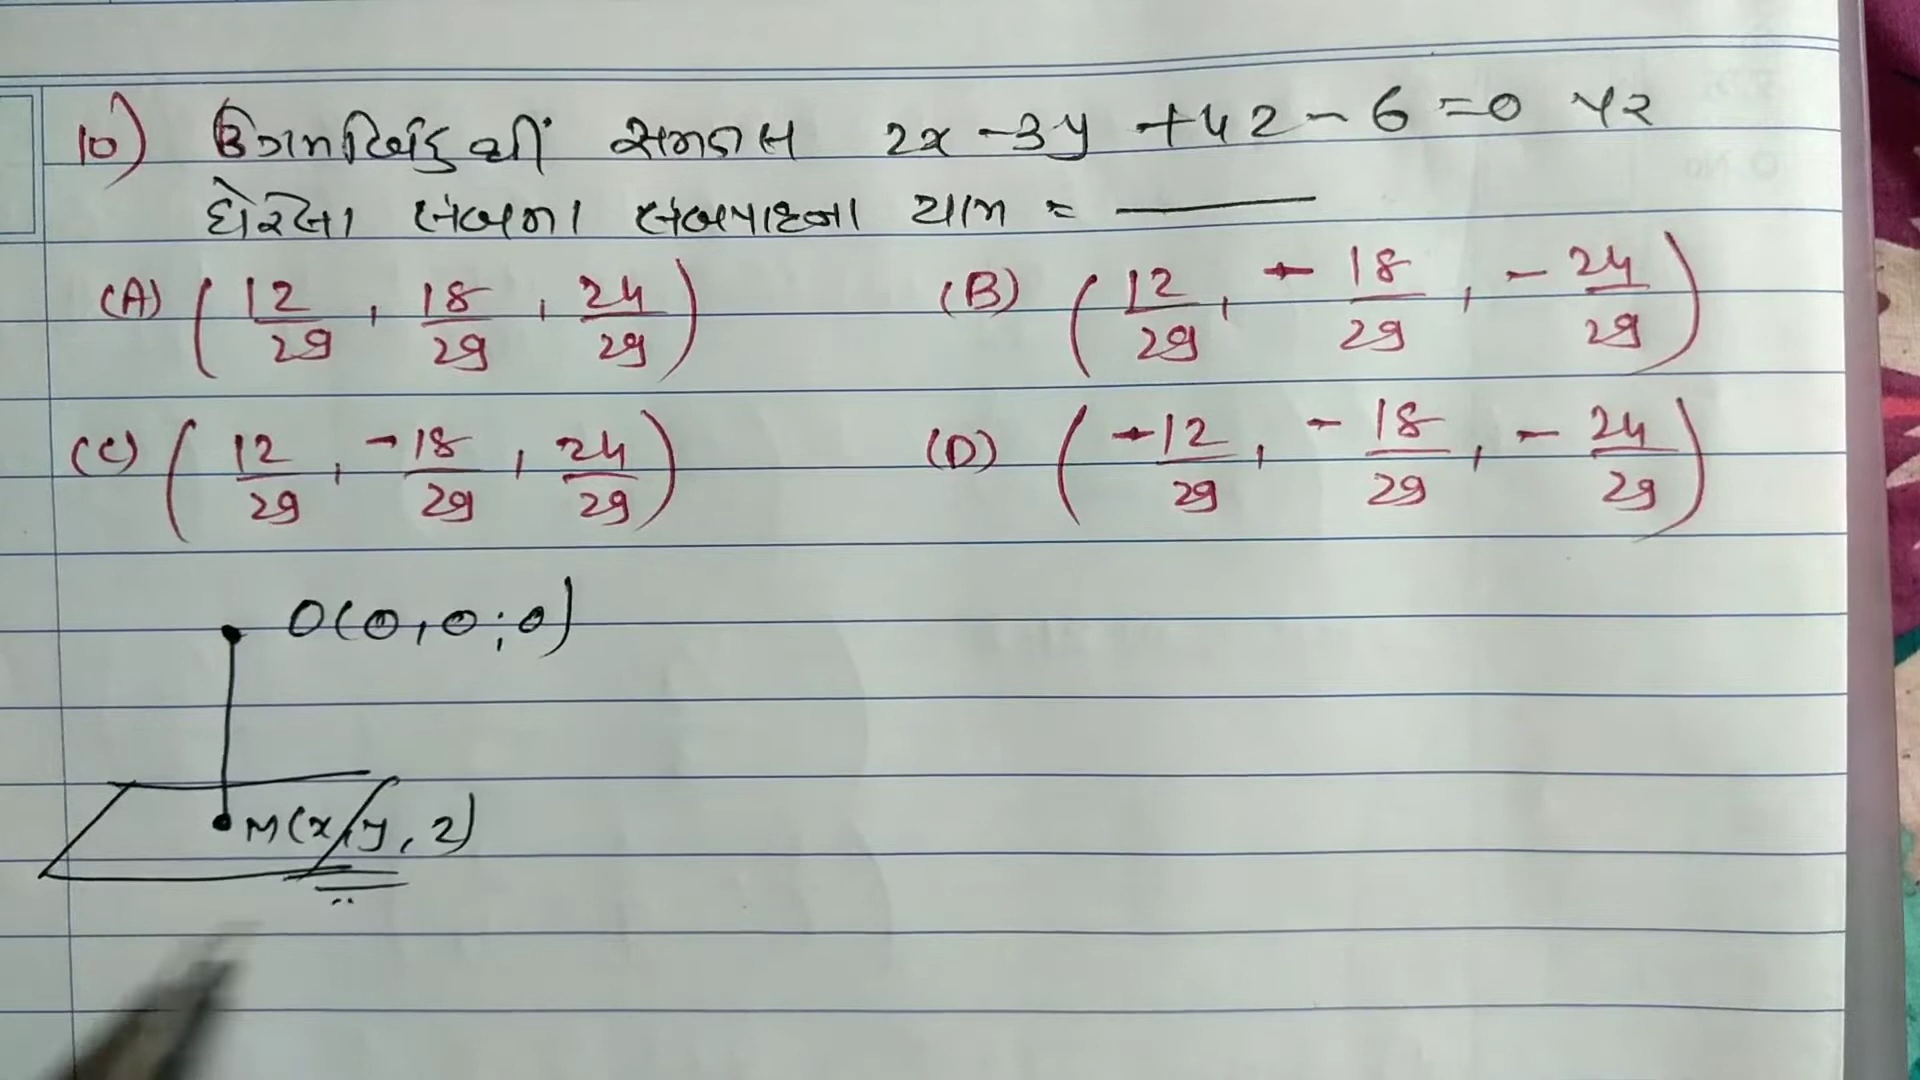 10) ઉગમબિંદુથી સમતલ 2x - 3y + 4z - 6 = 0 પર
દોરેલા લંબના લંબપાદના યામ = ———
(A) (12/29, 18/29, 24/29) (B) (12/29, -18/29, -24/29)
(C) (12/29, -18/29, 24/29) (D) (-12/29, -18/29, -24/29)
O(0,0,0)
M(x,y,z)